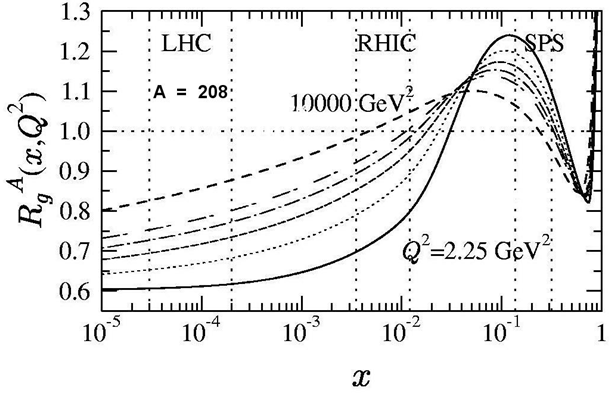 1.3
LHC RHIC SPS
1.2
A = 208
1.1
10000 GeV²
1.0
0.9
0.8
0.7
Q²=2.25 GeV²
0.6
R_g^A(x,Q²)
10⁻⁵ 10⁻⁴ 10⁻³ 10⁻² 10⁻¹ 1
x